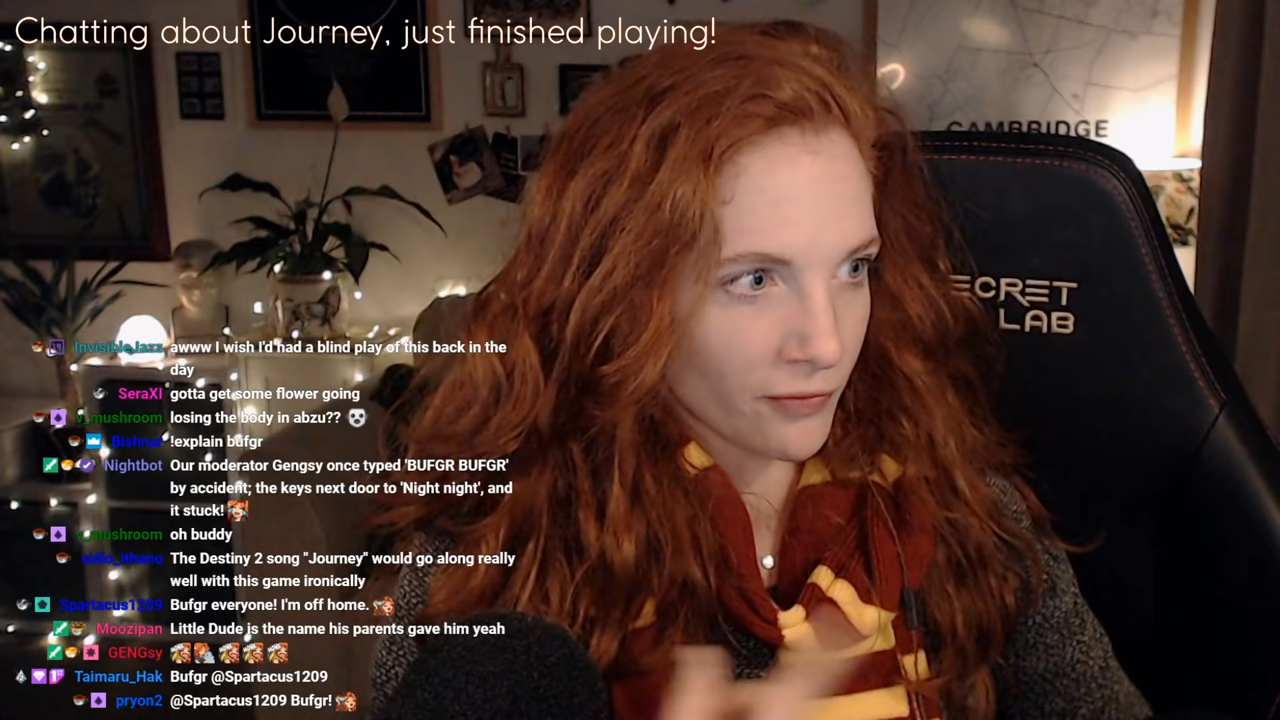 Chatting about Journey, just finished playing!
CAMBRIDGE
ECRET
LAB
InvisibleJazz awww I wish I'd had a blind play of this back in the
day
SeraXI gotta get some flower going
v_mushroom losing the body in abzu??
!explain bufgr
Nightbot Our moderator Gengsy once typed 'BUFGR BUFGR'
by accident; the keys next door to 'Night night', and
it stuck!
v_mushroom oh buddy
The Destiny 2 song "Journey" would go along really
well with this game ironically
Spartacus1209 Bufgr everyone! I'm off home.
Moozipan Little Dude is the name his parents gave him yeah
GENGsy
Taimaru_Hak Bufgr @Spartacus1209
pryon2 @Spartacus1209 Bufgr!